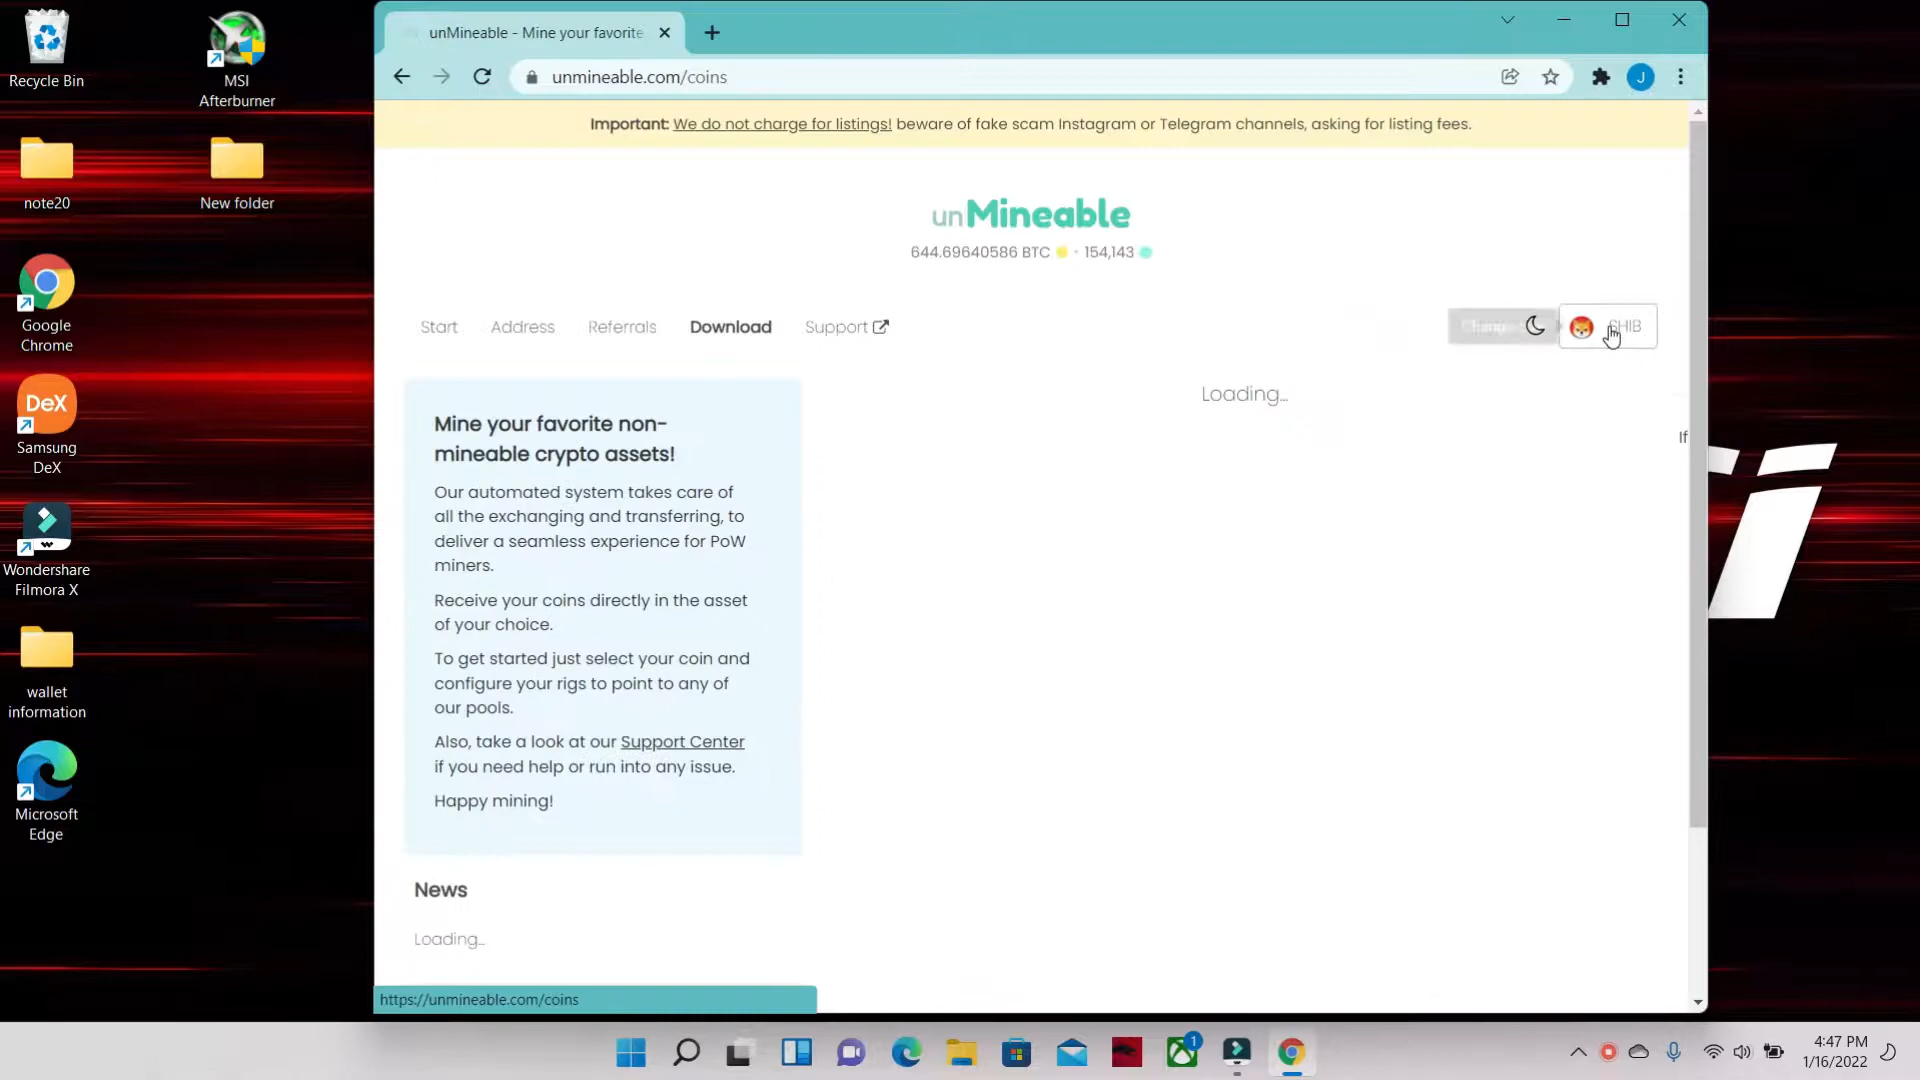 Recycle Bin
MSI
Afterburner
note20
New folder
Google
Chrome
DeX
Samsung
DeX
Wondershare
Filmora X
wallet
information
Microsoft
Edge
unMineable - Mine your favorite
unmineable.com/coins
J
Important: We do not charge for listings! beware of fake scam Instagram or Telegram channels, asking for listing fees.
unMineable
644.69640586 BTC · 154,143
Start Address Referrals Download Support
SHIB
Loading...
If
Mine your favorite non-
mineable crypto assets!
Our automated system takes care of
all the exchanging and transferring, to
deliver a seamless experience for PoW
miners.
Receive your coins directly in the asset
of your choice.
To get started just select your coin and
configure your rigs to point to any of
our pools.
Also, take a look at our Support Center
if you need help or run into any issue.
Happy mining!
News
Loading...
https://unmineable.com/coins
1
4:47 PM
1/16/2022